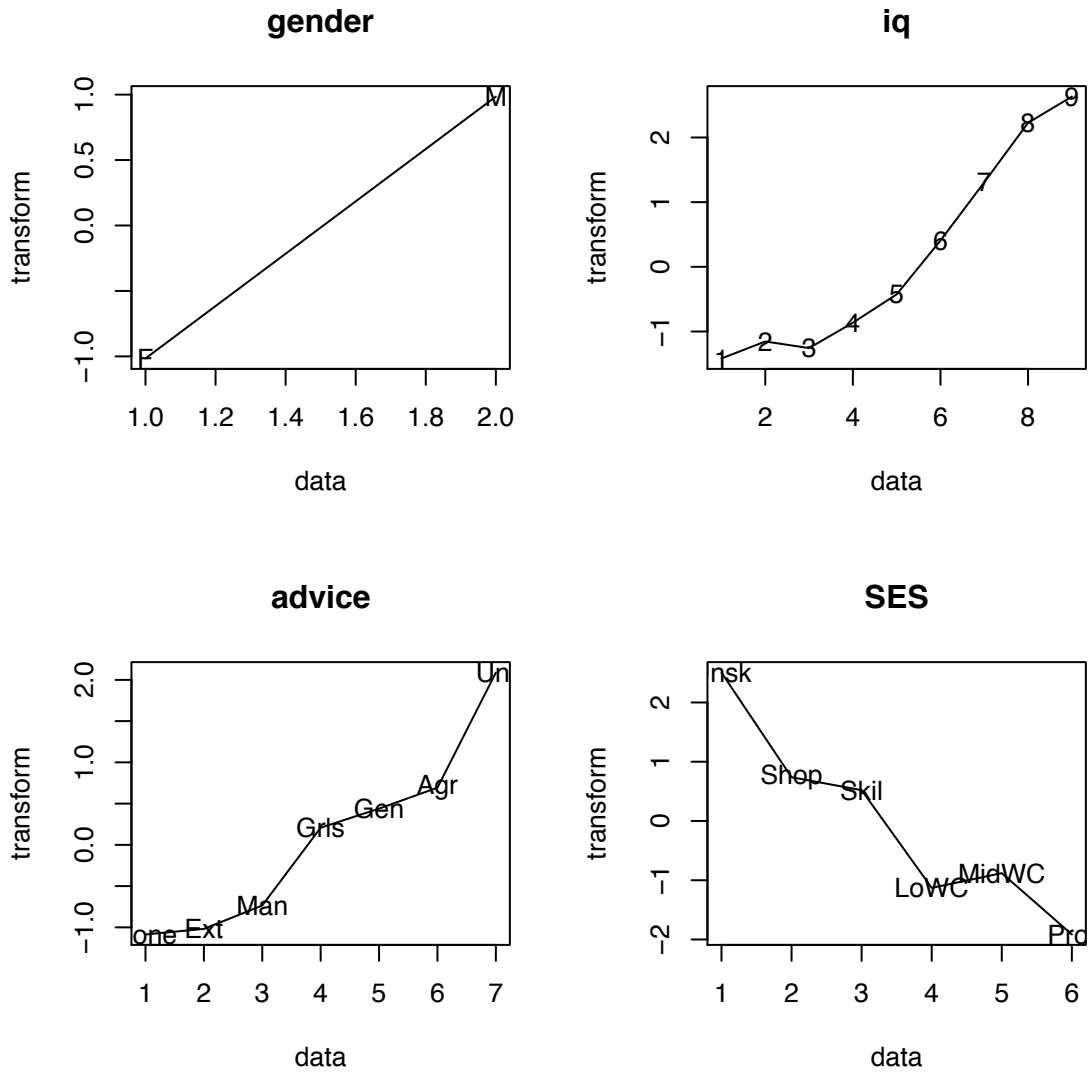 gender
transform
1.0
0.5
0.0
−1.0
F
M
1.0 1.2 1.4 1.6 1.8 2.0
data
iq
transform
2
1
0
−1
1 2 3 4 5 6 7 8 9
2 4 6 8
data
advice
transform
2.0
1.0
0.0
−1.0
one Ext Man Grls Gen Agr Un
1 2 3 4 5 6 7
data
SES
transform
2
1
0
−1
−2
nsk Shop Skil LoWC MidWC Pro
1 2 3 4 5 6
data